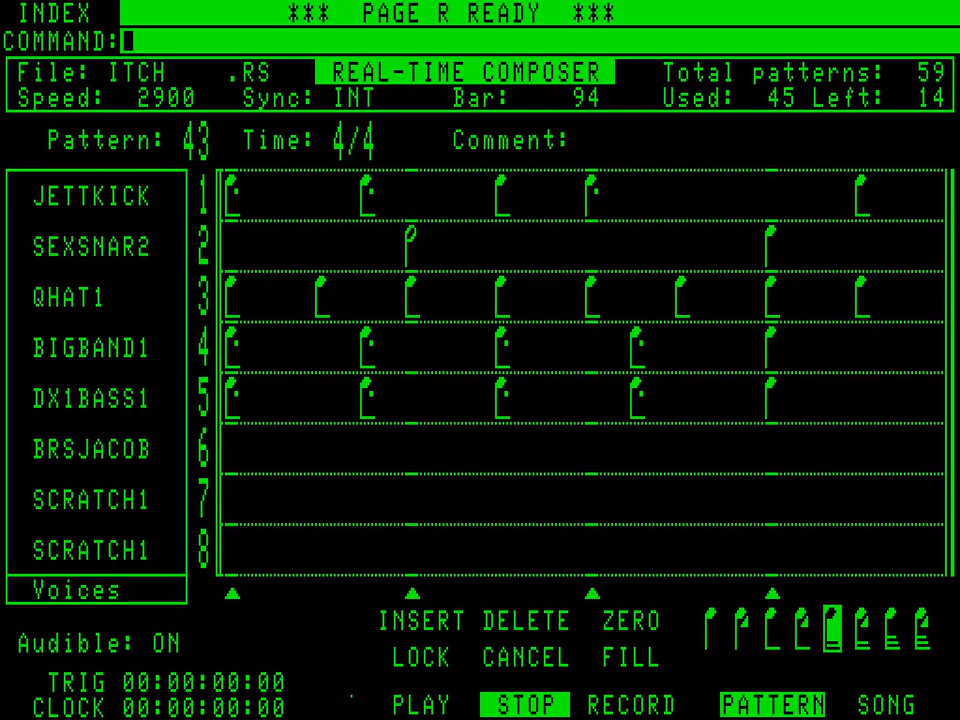 INDEX *** PAGE R READY ***
COMMAND:
File: ITCH .RS REAL-TIME COMPOSER Total patterns: 59
Speed: 2900 Sync: INT Bar: 94 Used: 45 Left: 14
Pattern: 43 Time: 4/4 Comment:
JETTKICK 1
SEXSNAR2 2
QHAT1 3
BIGBAND1 4
DX1BASS1 5
BRSJACOB 6
SCRATCH1 7
SCRATCH1 8
Voices
INSERT DELETE ZERO
Audible: ON
LOCK CANCEL FILL
TRIG 00:00:00:00
CLOCK 00:00:00:00
PLAY STOP RECORD PATTERN SONG